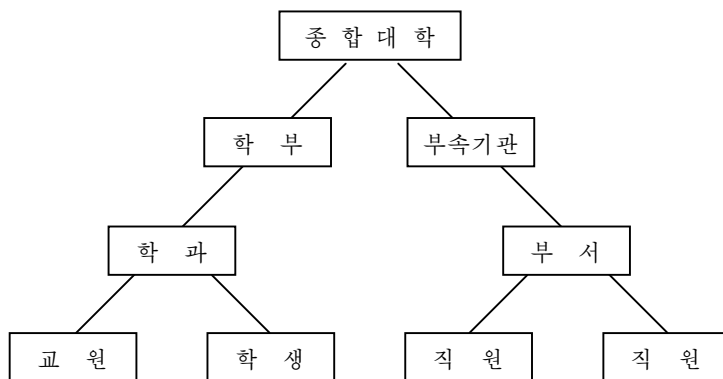 종 합 대 학
학 부 부속기관
학 과 부 서
교 원 학 생 직 원 직 원